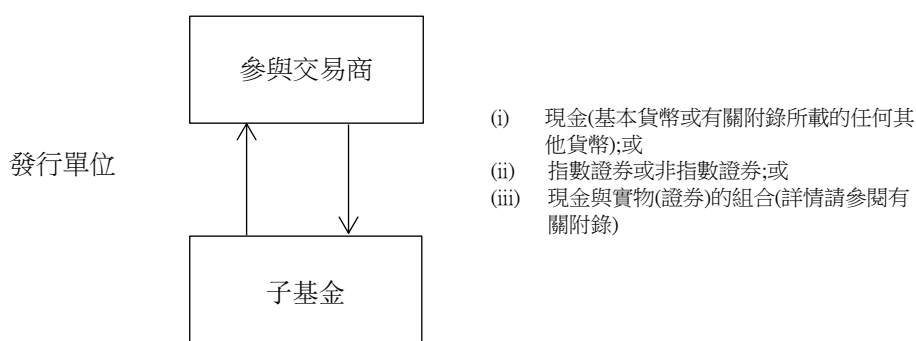 參與交易商
發行單位
(i) 現金(基本貨幣或有關附錄所載的任何其
他貨幣);或
(ii) 指數證券或非指數證券;或
(iii) 現金與實物(證券)的組合(詳情請參閱有
關附錄)
子基金